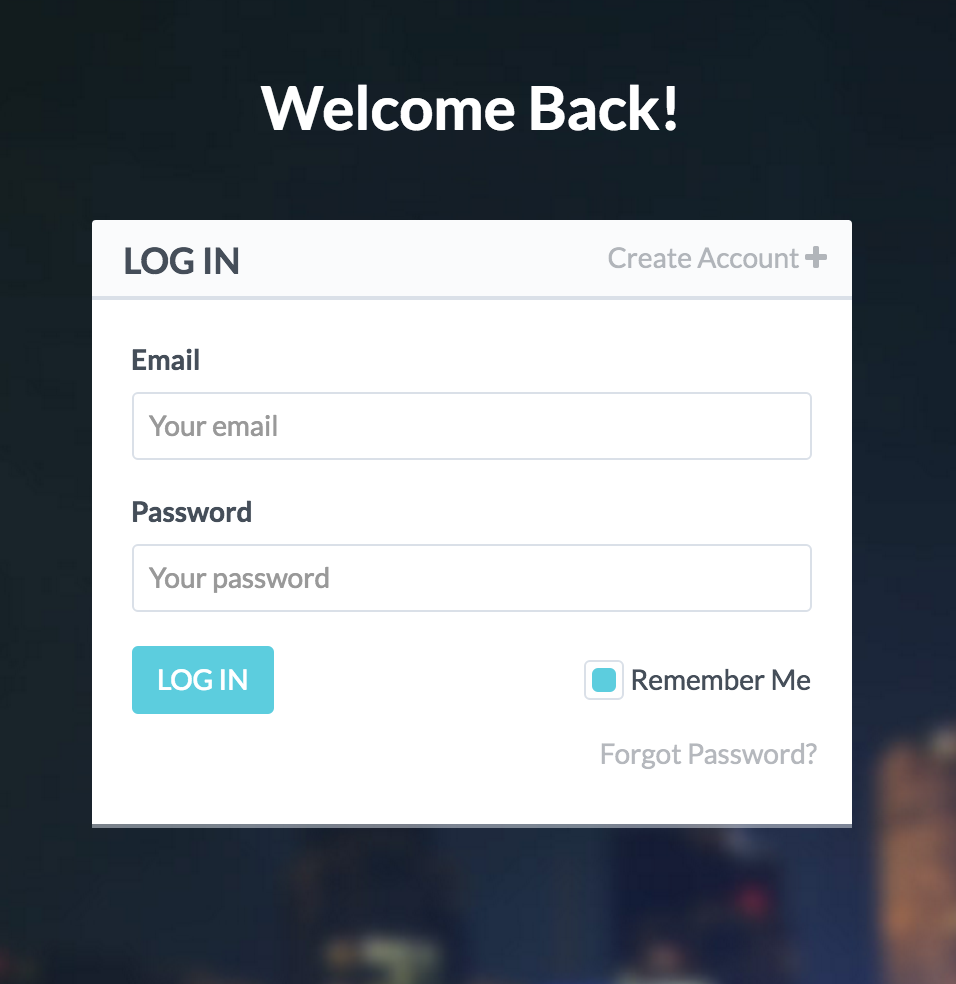 Welcome Back!
LOG IN
Create Account
Email
Your email
Password
Your password
LOG IN
Remember Me
Forgot Password?